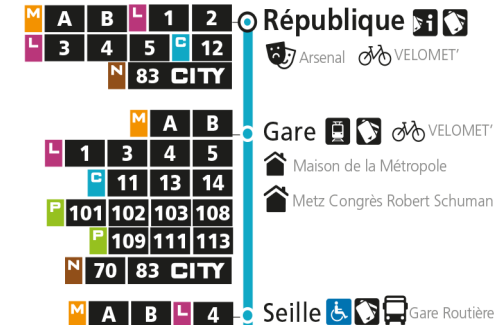 M A B L 1 2 République i
L 3 4 5 C 12 Arsenal VELOMET'
N 83 CITY
M A B Gare VELOMET'
L 1 3 4 5 Maison de la Métropole
C 11 13 14
P 101 102 103 108 Metz Congrès Robert Schuman
P 109 111 113
N 70 83 CITY
M A B L 4 Seille Gare Routière